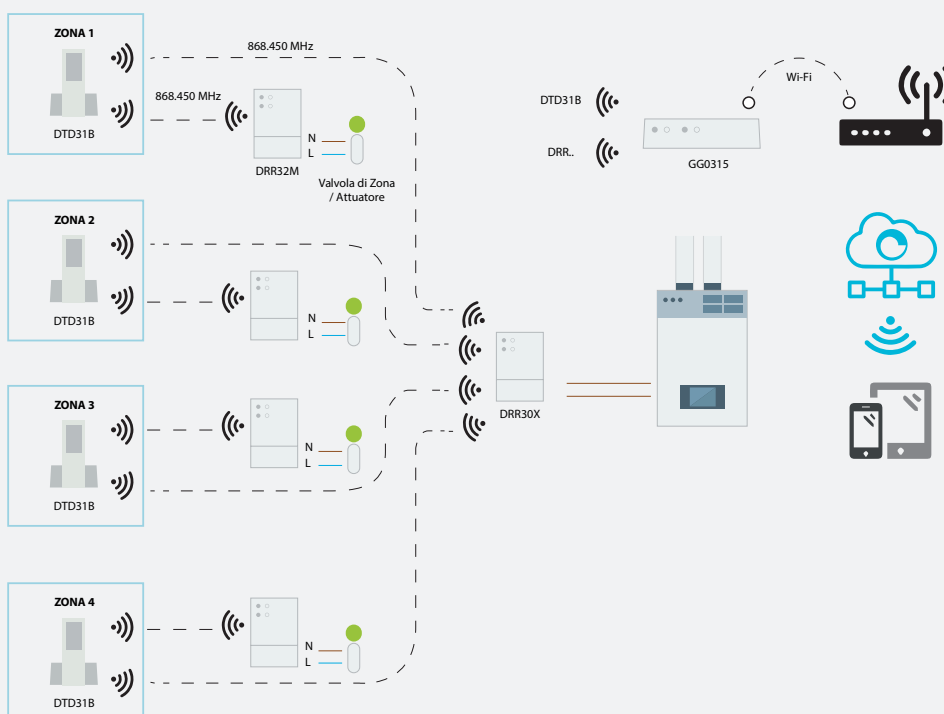 ZONA 1
DTD31B
868.450 MHz
868.450 MHz
DRR32M
N
L
Valvola di Zona
/ Attuatore
DTD31B
DRR..
GG0315
Wi-Fi
ZONA 2
DTD31B
N
L
DRR30X
ZONA 3
DTD31B
N
L
ZONA 4
DTD31B
N
L